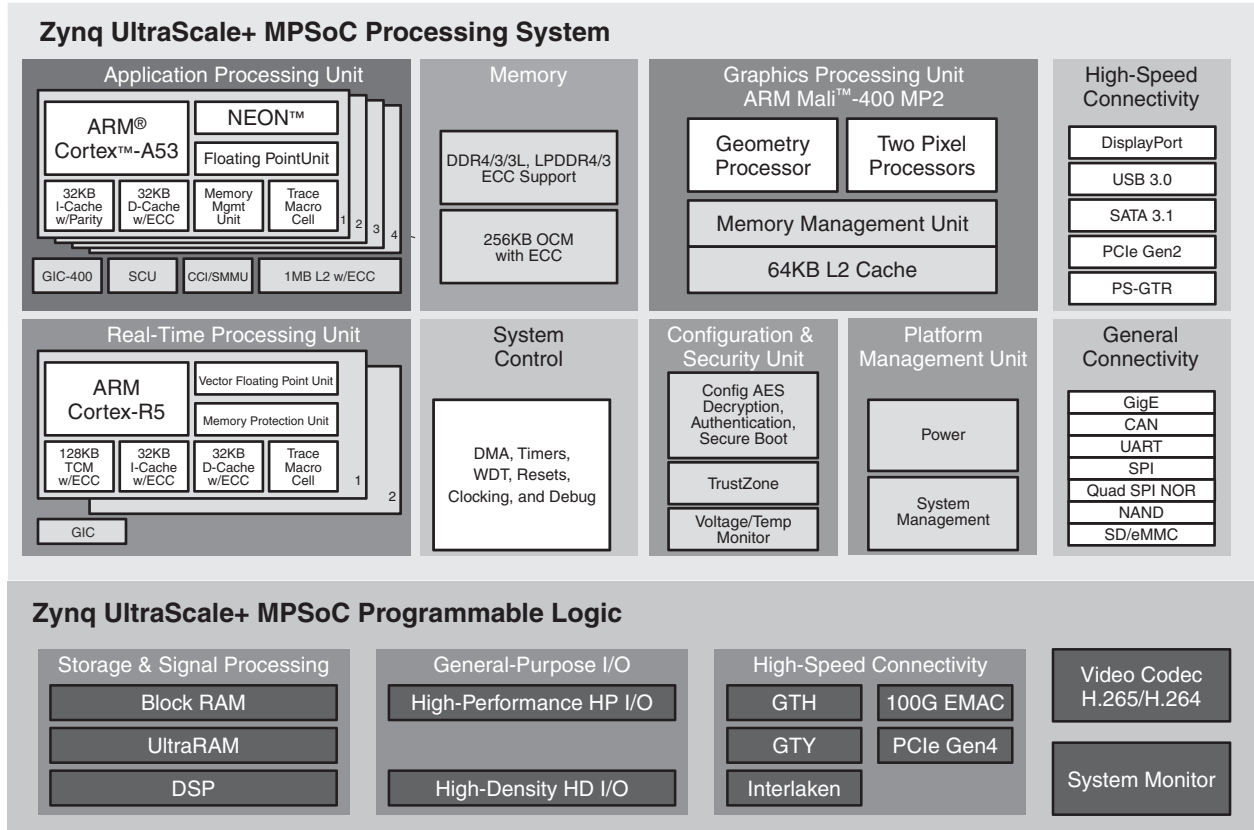 Zynq UltraScale+ MPSoC Processing System
Application Processing Unit
ARM®
Cortex™-A53
NEON™
Floating PointUnit
32KB
I-Cache
w/Parity
32KB
D-Cache
w/ECC
Memory
Mgmt
Unit
Trace
Macro
Cell
1
2
3
4
GIC-400
SCU
CCI/SMMU
1MB L2 w/ECC
Memory
DDR4/3/3L, LPDDR4/3
ECC Support
256KB OCM
with ECC
Graphics Processing Unit
ARM Mali™-400 MP2
Geometry
Processor
Two Pixel
Processors
Memory Management Unit
64KB L2 Cache
High-Speed
Connectivity
DisplayPort
USB 3.0
SATA 3.1
PCIe Gen2
PS-GTR
Real-Time Processing Unit
ARM
Cortex-R5
Vector Floating Point Unit
Memory Protection Unit
128KB
TCM
w/ECC
32KB
I-Cache
w/ECC
32KB
D-Cache
w/ECC
Trace
Macro
Cell
1
2
GIC
System
Control
DMA, Timers,
WDT, Resets,
Clocking, and Debug
Configuration &
Security Unit
Config AES
Decryption,
Authentication,
Secure Boot
TrustZone
Voltage/Temp
Monitor
Platform
Management Unit
Power
System
Management
General
Connectivity
GigE
CAN
UART
SPI
Quad SPI NOR
NAND
SD/eMMC
Zynq UltraScale+ MPSoC Programmable Logic
Storage & Signal Processing
Block RAM
UltraRAM
DSP
General-Purpose I/O
High-Performance HP I/O
High-Density HD I/O
High-Speed Connectivity
GTH
100G EMAC
GTY
PCIe Gen4
Interlaken
Video Codec
H.265/H.264
System Monitor